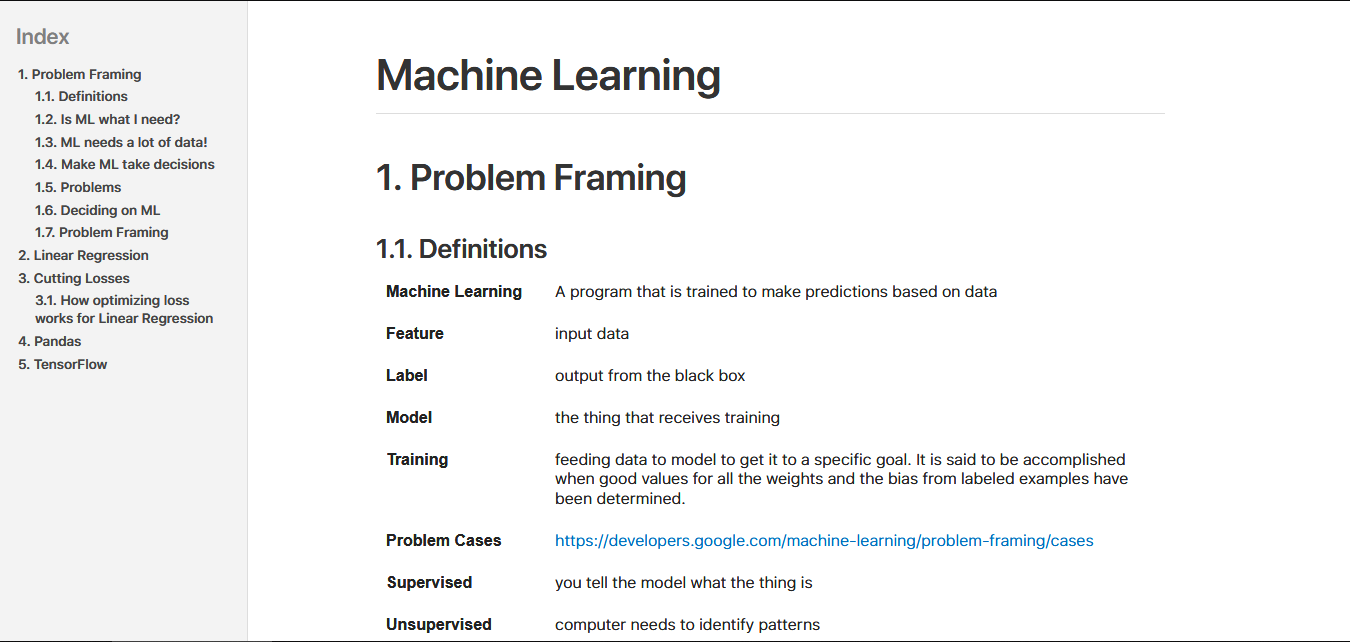 Index
1. Problem Framing
1.1. Definitions
1.2. Is ML what I need?
1.3. ML needs a lot of data!
1.4. Make ML take decisions
1.5. Problems
1.6. Deciding on ML
1.7. Problem Framing
2. Linear Regression
3. Cutting Losses
3.1. How optimizing loss
works for Linear Regression
4. Pandas
5. TensorFlow
Machine Learning
1. Problem Framing
1.1. Definitions
Machine Learning A program that is trained to make predictions based on data
Feature input data
Label output from the black box
Model the thing that receives training
Training feeding data to model to get it to a specific goal. It is said to be accomplished
when good values for all the weights and the bias from labeled examples have
been determined.
Problem Cases https://developers.google.com/machine-learning/problem-framing/cases
Supervised you tell the model what the thing is
Unsupervised computer needs to identify patterns